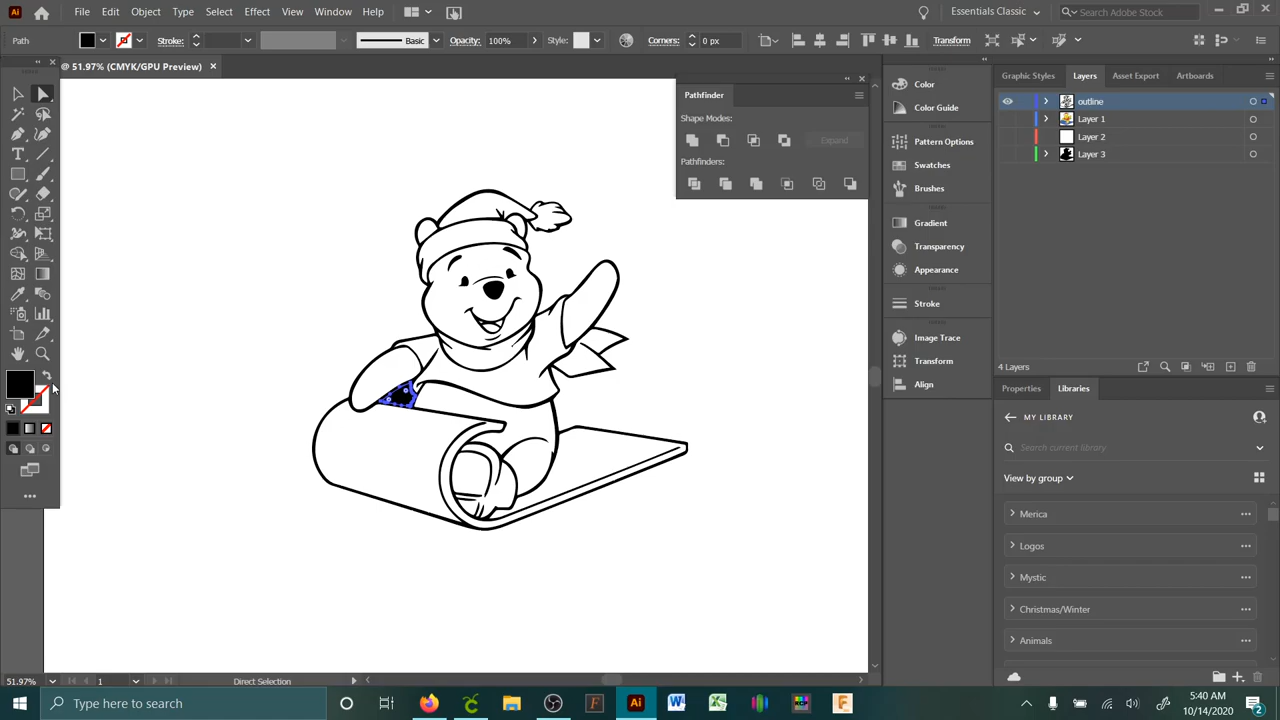 Ai File Edit Object Type Select Effect View Window Help Essentials Classic Search Adobe Stock
Path Stroke: Basic Opacity: 100% Style: Corners: 0 px Transform
@ 51.97% (CMYK/GPU Preview) ×
Pathfinder
Shape Modes:
Expand
Pathfinders:
Color
Color Guide
Pattern Options
Swatches
Brushes
Gradient
Transparency
Appearance
Stroke
Image Trace
Transform
Align
Graphic Styles Layers Asset Export Artboards
outline
Layer 1
Layer 2
Layer 3
4 Layers
Properties Libraries
MY LIBRARY
Search current library
View by group
Merica
Logos
Mystic
Christmas/Winter
Animals
51.97% 1 Direct Selection
Type here to search
5:40 AM
10/14/2020
2